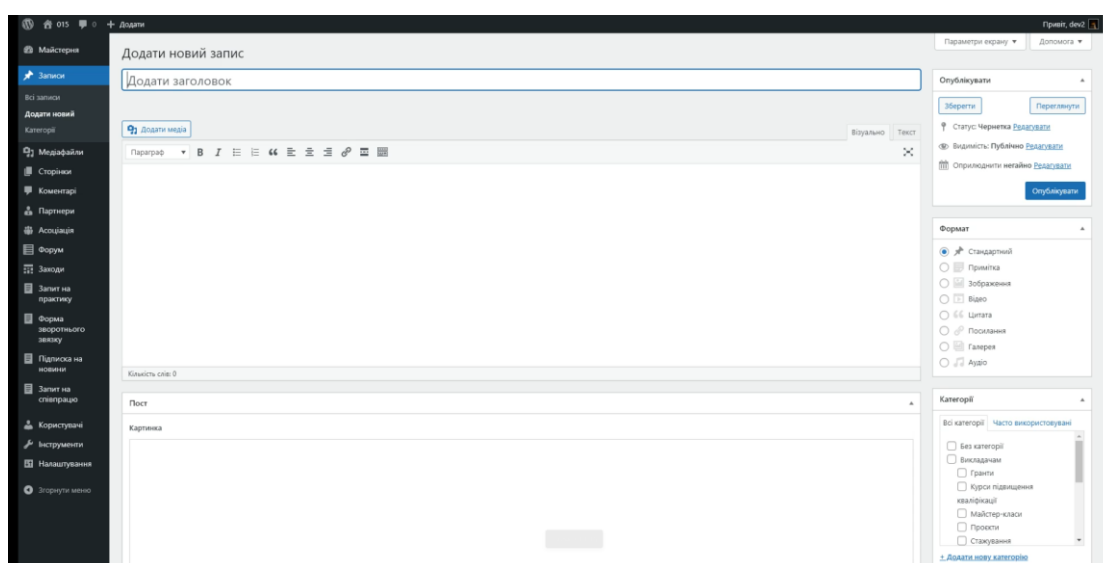 015 0 + Додати Привіт, dev2
Майстерня
Записи
Всі записи
Додати новий
Категорії
Медіафайли
Сторінки
Коментарі
Партнери
Асоціація
Форум
Заходи
Запит на
практику
Форма
зворотнього
звязку
Підписка на
новини
Запит на
співпрацю
Користувачі
Інструменти
Налаштування
Згорнути меню
Параметри екрану Допомога
Додати новий запис
Додати заголовок
Додати медіа
Візуально Текст
Параграф B I
Кількість слів: 0
Пост
Картинка
Опублікувати
Зберегти Переглянути
Статус: Чернетка Редагувати
Видимість: Публічно Редагувати
Оприлюднити негайно Редагувати
Опублікувати
Формат
Стандартний
Примітка
Зображення
Відео
Цитата
Посилання
Галерея
Аудіо
Категорії
Всі категорії Часто використовувані
Без категорії
Викладачам
Гранти
Курси підвищення
кваліфікації
Майстер-класи
Проєкти
Стажування
+ Додати нову категорію